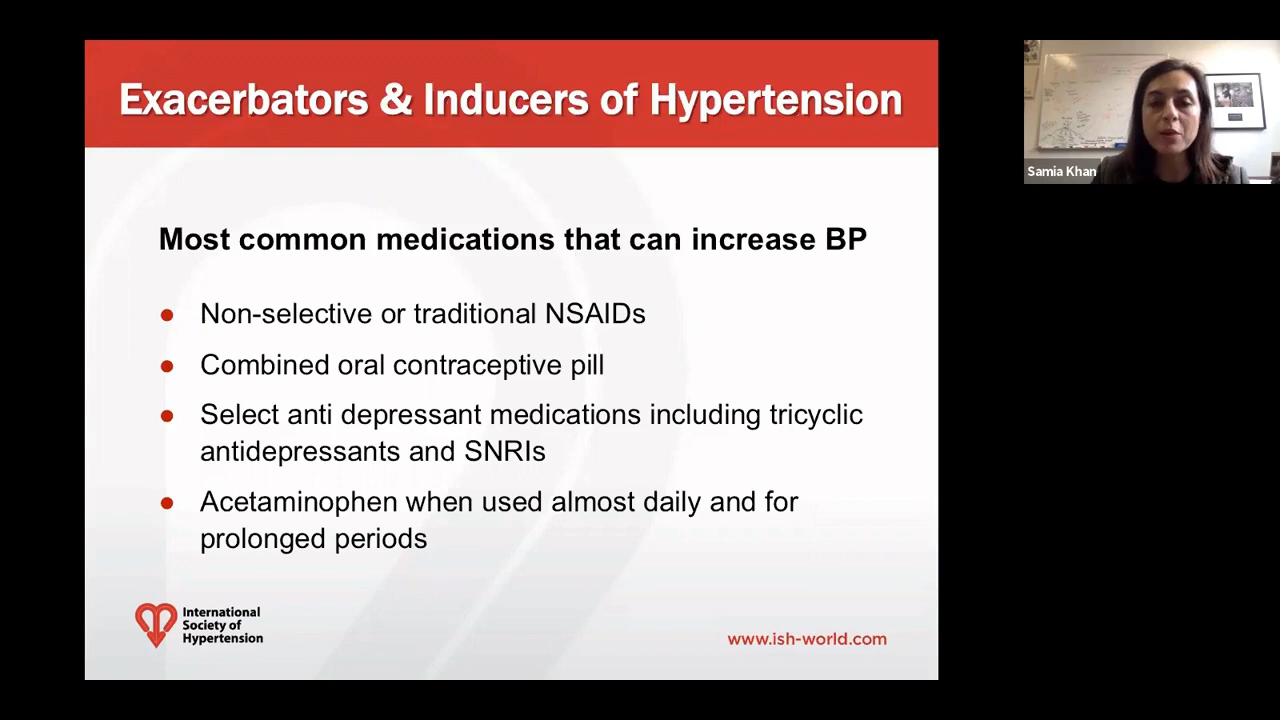 Exacerbators & Inducers of Hypertension
Most common medications that can increase BP
● Non-selective or traditional NSAIDs
● Combined oral contraceptive pill
● Select anti depressant medications including tricyclic
antidepressants and SNRIs
● Acetaminophen when used almost daily and for
prolonged periods
International
Society of
Hypertension
www.ish-world.com
Samia Khan